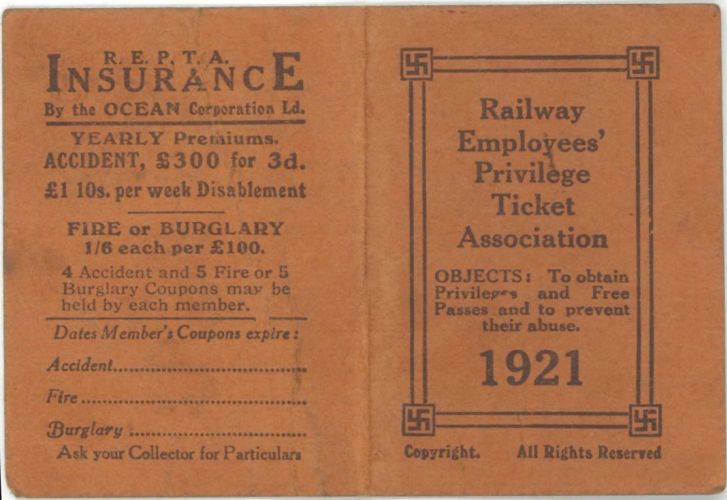 R. E. P. T. A.
INSURANCE
By the OCEAN Corporation Ld.
YEARLY Premiums.
ACCIDENT, £300 for 3d.
£1 10s. per week Disablement
FIRE or BURGLARY
1/6 each per £100.
4 Accident and 5 Fire or 5
Burglary Coupons may be
held by each member.
Dates Member's Coupons expire:
Accident
Fire
Burglary
Ask your Collector for Particulars
Railway
Employees'
Privilege
Ticket
Association
OBJECTS: To obtain
Privileges and Free
Passes and to prevent
their abuse.
1921
Copyright. All Rights Reserved